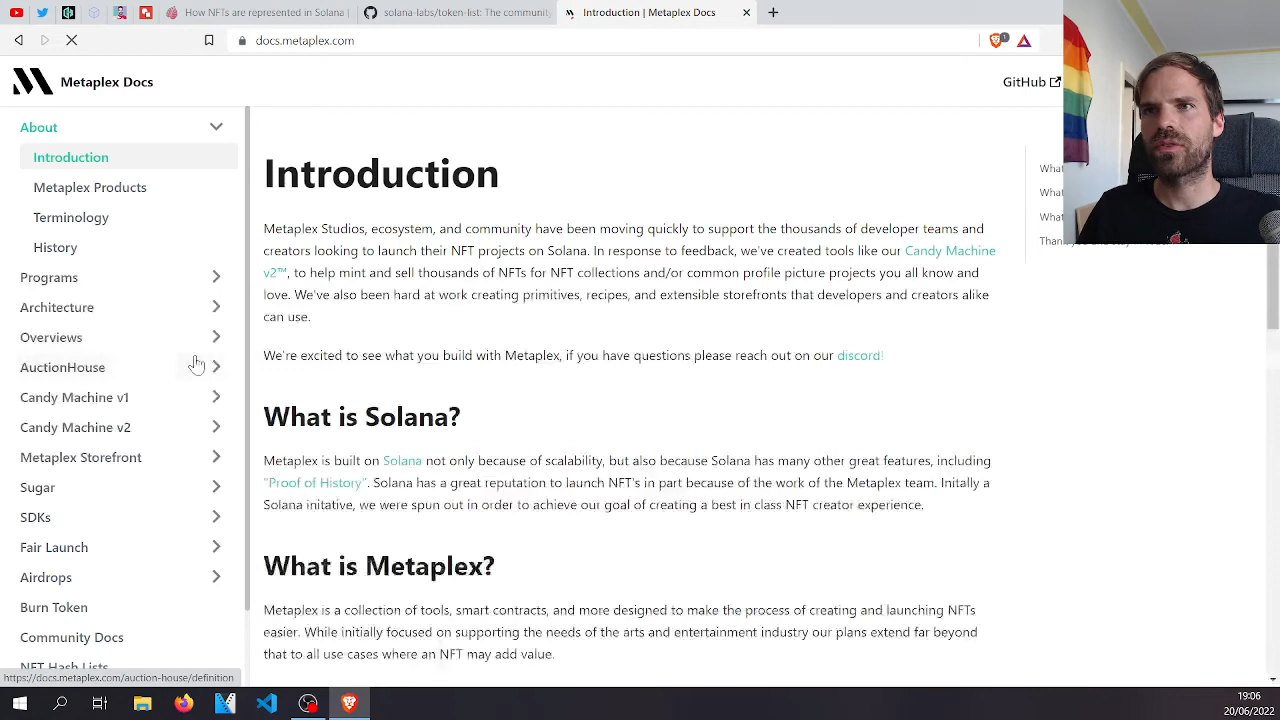 How NFTs are represented in Solana
solana-labs/token-list: The communit
Introduction | Metaplex Docs
docs.metaplex.com
1
Metaplex Docs
GitHub
About
Introduction
Metaplex Products
Terminology
History
Programs
Architecture
Overviews
AuctionHouse
Candy Machine v1
Candy Machine v2
Metaplex Storefront
Sugar
SDKs
Fair Launch
Airdrops
Burn Token
Community Docs
NFT Hash Lists
https://docs.metaplex.com/auction-house/definition
Introduction
Metaplex Studios, ecosystem, and community have been moving quickly to support the thousands of developer teams and
creators looking to launch their NFT projects on Solana. In response to feedback, we've created tools like our Candy Machine
v2™, to help mint and sell thousands of NFTs for NFT collections and/or common profile picture projects you all know and
love. We've also been hard at work creating primitives, recipes, and extensible storefronts that developers and creators alike
can use.
We're excited to see what you build with Metaplex, if you have questions please reach out on our discord!
What is Solana?
Metaplex is built on Solana not only because of scalability, but also because Solana has many other great features, including
"Proof of History". Solana has a great reputation to launch NFT's in part because of the work of the Metaplex team. Initally a
Solana initative, we were spun out in order to achieve our goal of creating a best in class NFT creator experience.
What is Metaplex?
Metaplex is a collection of tools, smart contracts, and more designed to make the process of creating and launching NFTs
easier. While initially focused on supporting the needs of the arts and entertainment industry our plans extend far beyond
that to all use cases where an NFT may add value.
What
What
What
19:06
20/06/2022